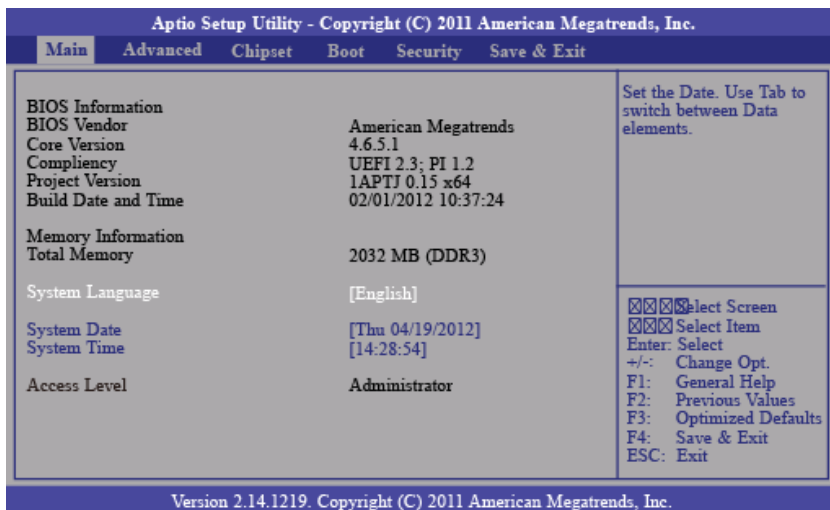 Aptio Setup Utility - Copyright (C) 2011 American Megatrends, Inc.
Main Advanced Chipset Boot Security Save & Exit
BIOS Information
BIOS Vendor American Megatrends
Core Version 4.6.5.1
Compliency UEFI 2.3; PI 1.2
Project Version 1APTJ 0.15 x64
Build Date and Time 02/01/2012 10:37:24
Memory Information
Total Memory 2032 MB (DDR3)
System Language [English]
System Date [Thu 04/19/2012]
System Time [14:28:54]
Access Level Administrator
Set the Date. Use Tab to
switch between Data
elements.
Select Screen
Select Item
Enter: Select
+/-: Change Opt.
F1: General Help
F2: Previous Values
F3: Optimized Defaults
F4: Save & Exit
ESC: Exit
Version 2.14.1219. Copyright (C) 2011 American Megatrends, Inc.